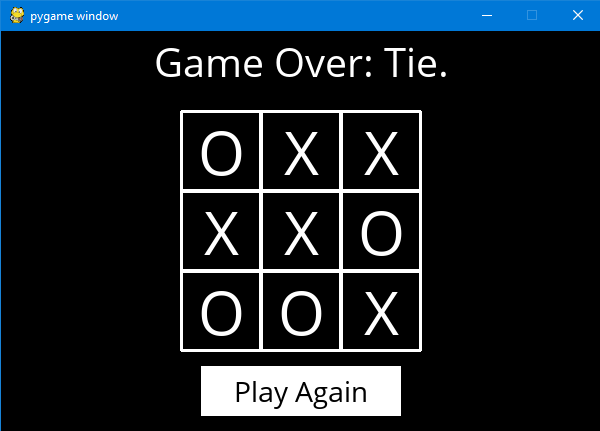 pygame window
Game Over: Tie.
O X X
X X O
O O X
Play Again